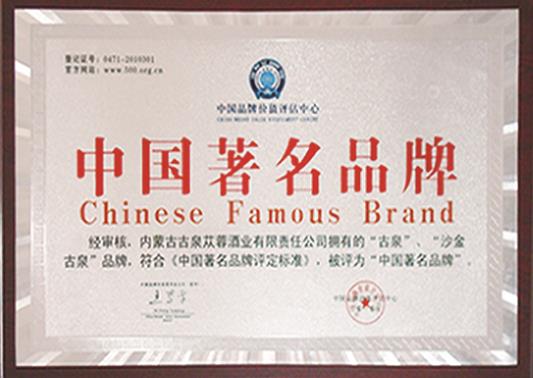 登记证号：0471-2010301
官方网站：www.500.org.cn
中国品牌价值评估中心
中国著名品牌
Chinese Famous Brand
经审核，内蒙古古泉苁蓉酒业有限责任公司拥有的“古泉”、“沙金
古泉”品牌，符合《中国著名品牌评定标准》，被评为“中国著名品牌”。